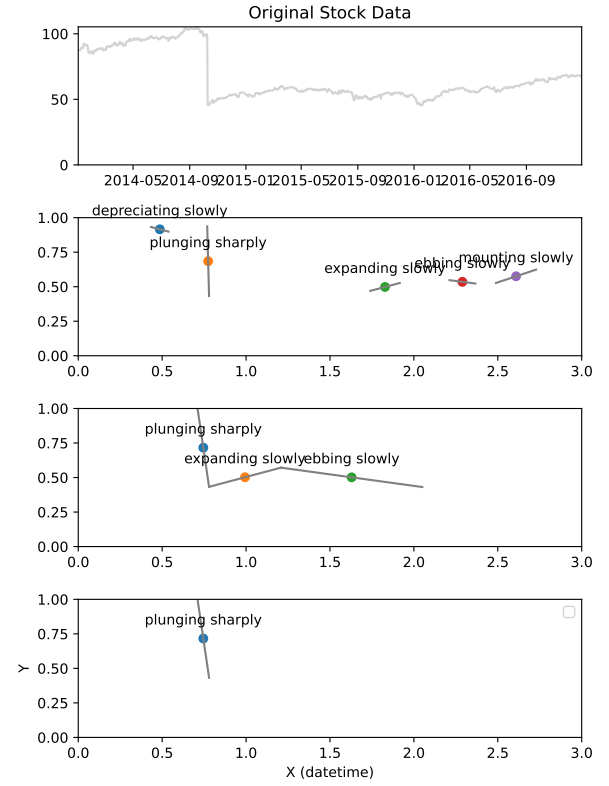 Original Stock Data
100
50
0
2014-05 2014-09 2015-01 2015-05 2015-09 2016-01 2016-05 2016-09
1.00
0.75
0.50
0.25
0.00
depreciating slowly
plunging sharply
expanding slowly
ebbing slowly
mounting slowly
0.0 0.5 1.0 1.5 2.0 2.5 3.0
1.00
0.75
0.50
0.25
0.00
plunging sharply
expanding slowly
ebbing slowly
0.0 0.5 1.0 1.5 2.0 2.5 3.0
1.00
0.75
0.50
0.25
0.00
Y
plunging sharply
0.0 0.5 1.0 1.5 2.0 2.5 3.0
X (datetime)